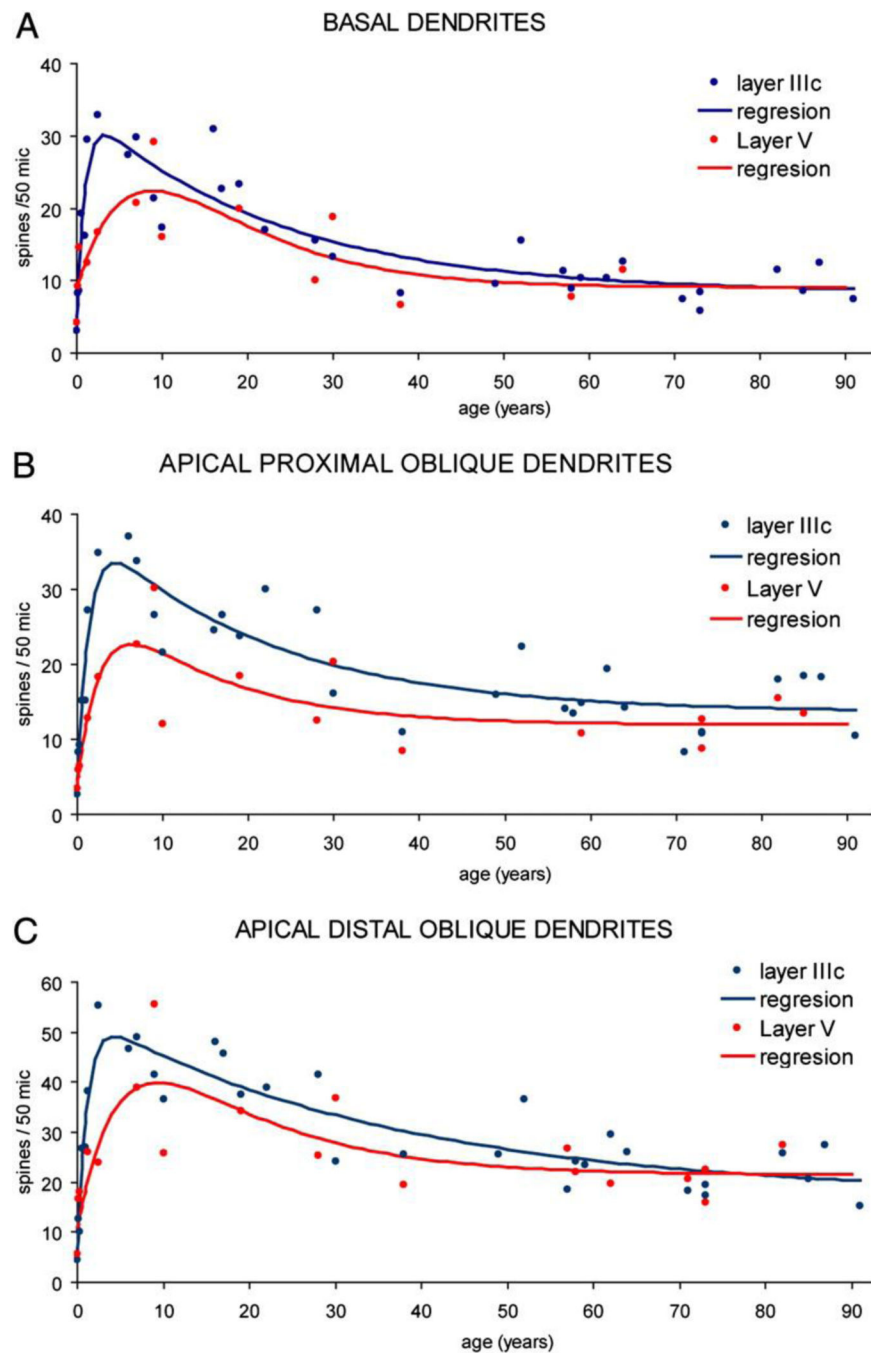 A
BASAL DENDRITES
40
30
20
10
0
spines /50 mic
layer IIIc
regresion
Layer V
regresion
0 10 20 30 40 50 60 70 80 90
age (years)
B
APICAL PROXIMAL OBLIQUE DENDRITES
40
30
20
10
0
spines / 50 mic
layer IIIc
regresion
Layer V
regresion
0 10 20 30 40 50 60 70 80 90
age (years)
C
APICAL DISTAL OBLIQUE DENDRITES
60
50
40
30
20
10
0
spines / 50 mic
layer IIIc
regresion
Layer V
regresion
0 10 20 30 40 50 60 70 80 90
age (years)